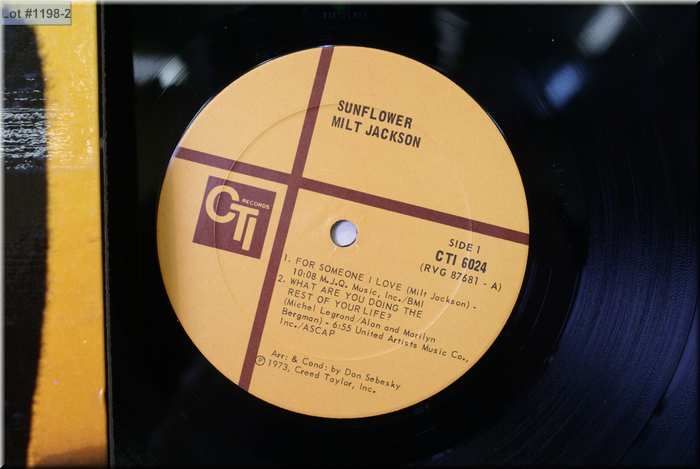 Lot #1198-2
SUNFLOWER
MILT JACKSON
CTI RECORDS
SIDE 1
CTI 6024
(RVG 87681 - A)
1. FOR SOMEONE I LOVE (Milt Jackson) -
10:08 M.J.Q. Music, Inc./BMI
2. WHAT ARE YOU DOING THE
REST OF YOUR LIFE?
(Michel Legrand/Alan and Marilyn
Bergman) - 6:55 United Artists Music Co.,
Inc./ASCAP
Arr: & Cond: by Don Sebesky
Ⓟ 1973, Creed Taylor, Inc.